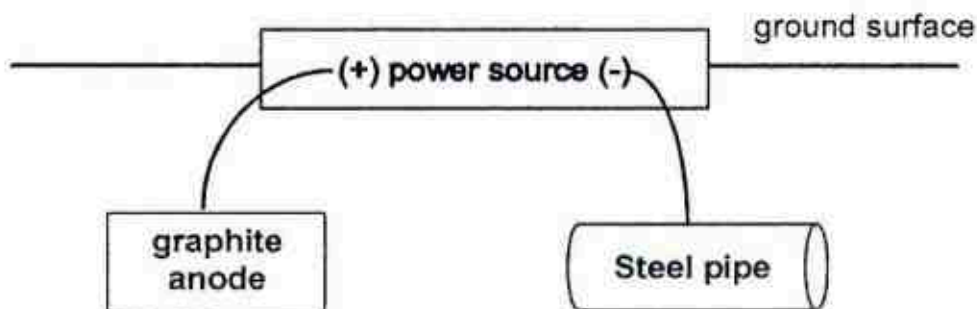 ground surface
(+) power source (-)
graphite
anode
Steel pipe